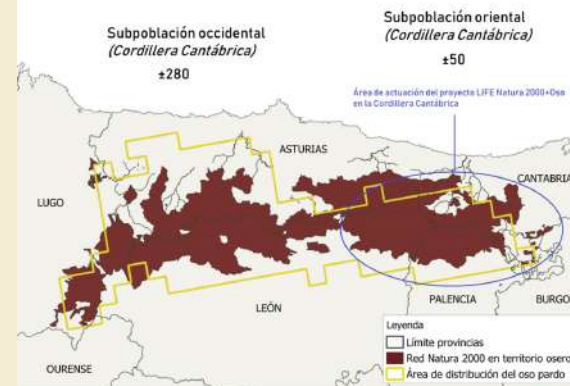 Subpoblación occidental
(Cordillera Cantábrica)
±280
Subpoblación oriental
(Cordillera Cantábrica)
±50
Área de actuación del proyecto LIFE Natura 2000+Oso
en la Cordillera Cantábrica
ASTURIAS
CANTABRIA
LUGO
LEÓN
PALENCIA
BURGO
OURENSE
Leyenda
Límite provincias
Red Natura 2000 en territorio osero
Área de distribución del oso pardo